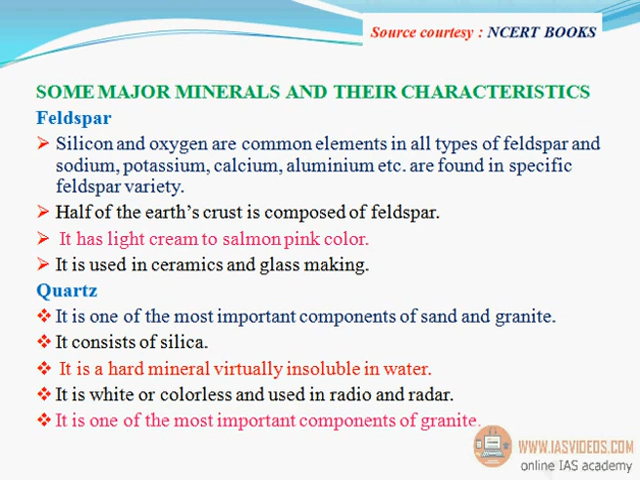 Source courtesy : NCERT BOOKS
SOME MAJOR MINERALS AND THEIR CHARACTERISTICS
Feldspar
Silicon and oxygen are common elements in all types of feldspar and
sodium, potassium, calcium, aluminium etc. are found in specific
feldspar variety.
Half of the earth's crust is composed of feldspar.
It has light cream to salmon pink color.
It is used in ceramics and glass making.
Quartz
It is one of the most important components of sand and granite.
It consists of silica.
It is a hard mineral virtually insoluble in water.
It is white or colorless and used in radio and radar.
It is one of the most important components of granite.
WWW.IASVIDEOS.COM
online IAS academy